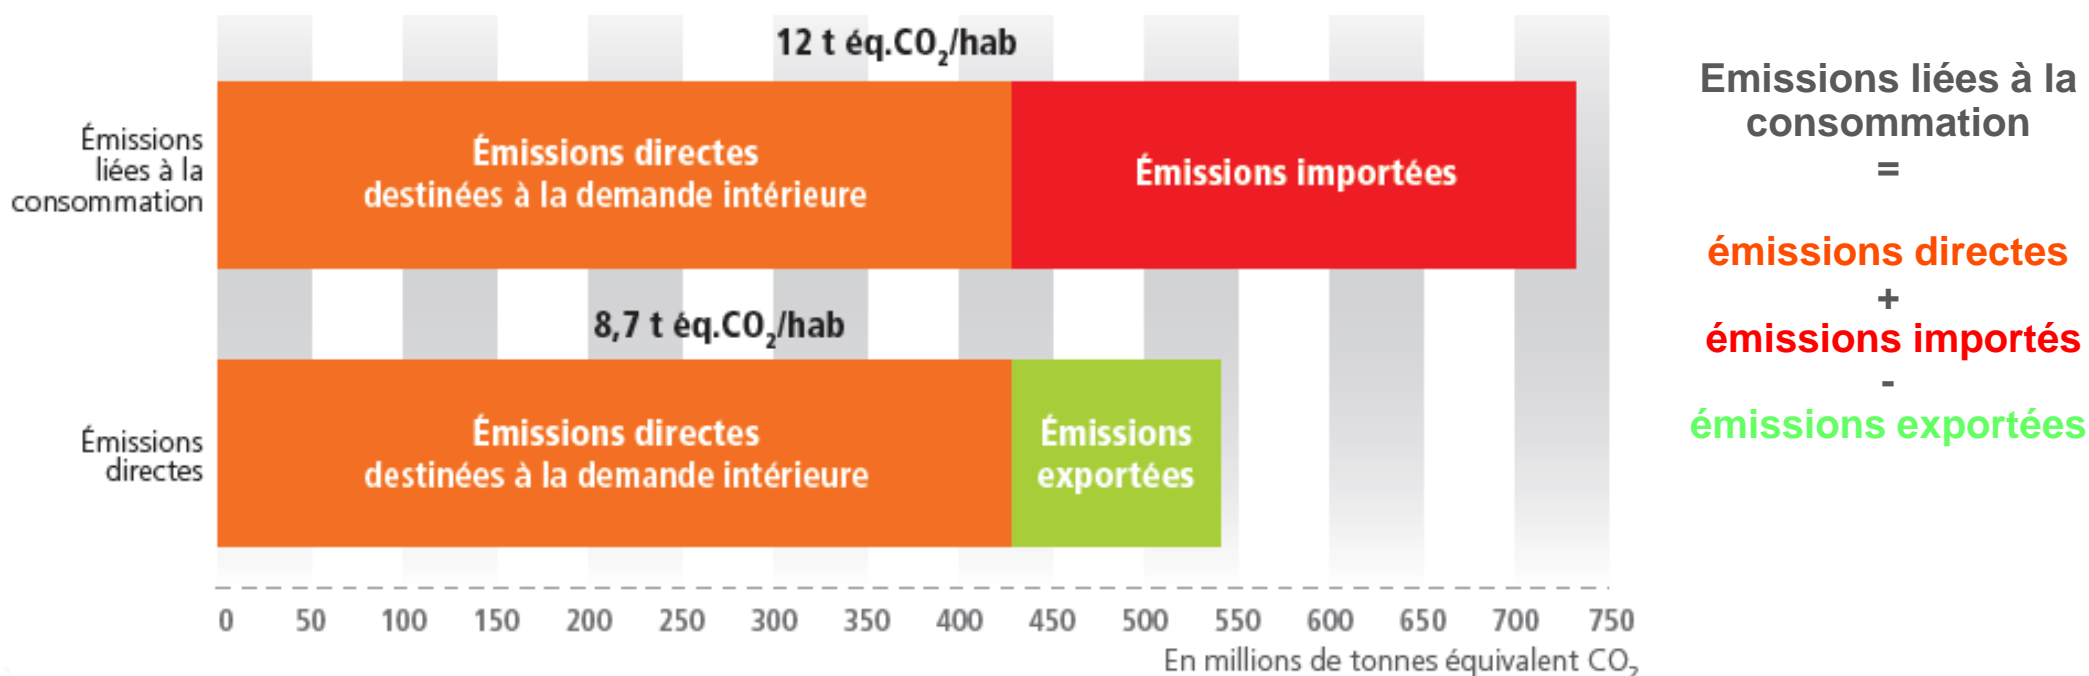 12 t éq.CO₂/hab
Émissions
liées à la
consommation
Émissions directes
destinées à la demande intérieure
Émissions importées
8,7 t éq.CO₂/hab
Émissions
directes
Émissions directes
destinées à la demande intérieure
Émissions
exportées
0 50 100 150 200 250 300 350 400 450 500 550 600 650 700 750
En millions de tonnes équivalent CO₂
Emissions liées à la
consommation
=
émissions directes
+
émissions importés
-
émissions exportées